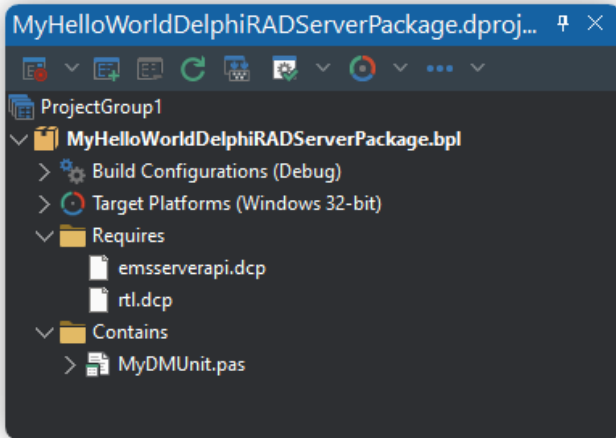 MyHelloWorldDelphiRADServerPackage.dproj...
ProjectGroup1
MyHelloWorldDelphiRADServerPackage.bpl
Build Configurations (Debug)
Target Platforms (Windows 32-bit)
Requires
emsserverapi.dcp
rtl.dcp
Contains
MyDMUnit.pas